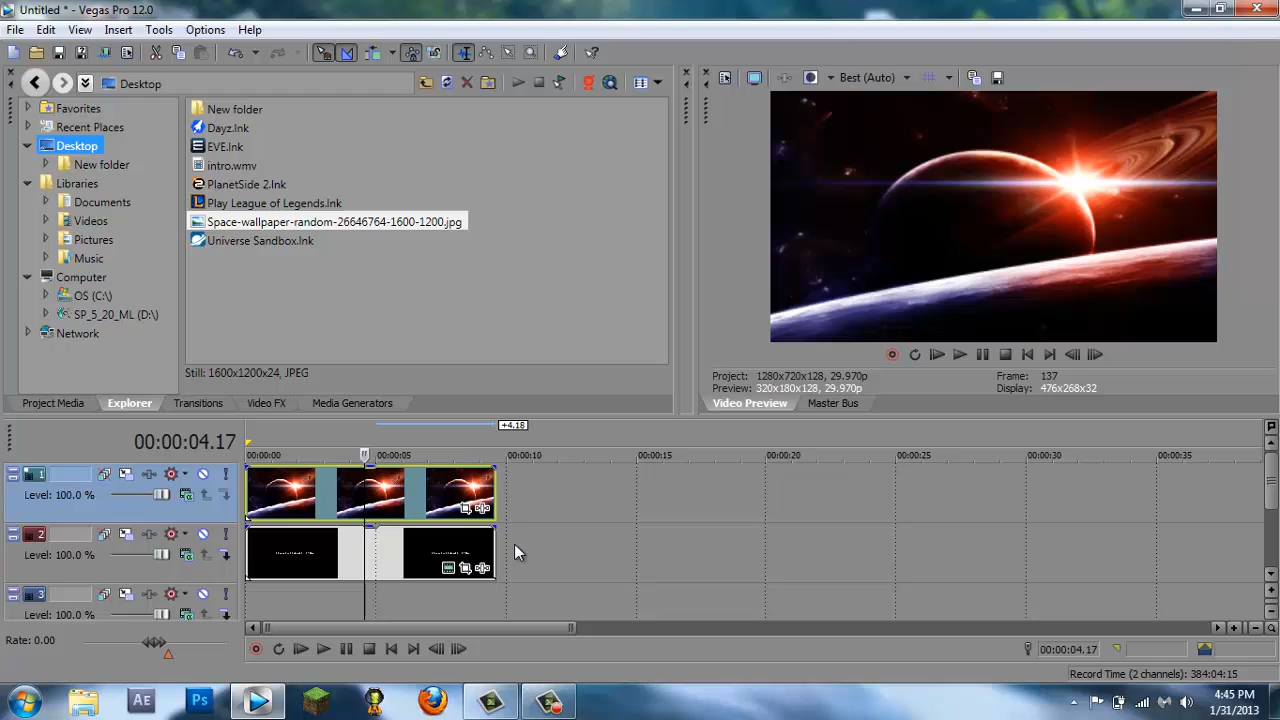 Untitled * - Vegas Pro 12.0
File Edit View Insert Tools Options Help
Desktop
Best (Auto)
Favorites
Recent Places
Desktop
New folder
Libraries
Documents
Videos
Pictures
Music
Computer
OS (C:\)
SP_5_20_ML (D:\)
Network
New folder
Dayz.lnk
EVE.lnk
intro.wmv
PlanetSide 2.lnk
Play League of Legends.lnk
Space-wallpaper-random-26646764-1600-1200.jpg
Universe Sandbox.lnk
Still: 1600x1200x24, JPEG
Project Media Explorer Transitions Video FX Media Generators
Project: 1280x720x128, 29.970p Frame: 137
Preview: 320x180x128, 29.970p Display: 476x268x32
Video Preview Master Bus
+4.18
00:00:04.17
00:00:00 00:00:05 00:00:10 00:00:15 00:00:20 00:00:25 00:00:30 00:00:35
1
Level: 100.0 %
2
Level: 100.0 %
3
Level: 100.0 %
Rate: 0.00
00:00:04.17
Record Time (2 channels): 384:04:15
Ae Ps
4:45 PM
1/31/2013